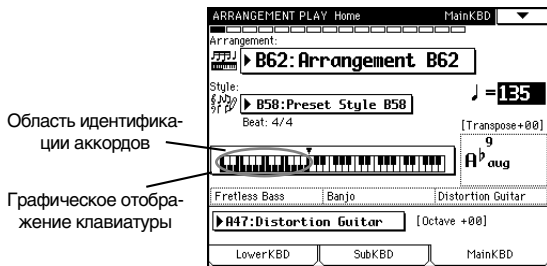 ARRANGEMENT PLAY Home MainKBD
Arrangement:
B62:Arrangement B62
Style:
B58:Preset Style B58
Beat: 4/4
♩ =135
[Transpose+00]
Область идентифика-
ции аккордов
A♭ 9 aug
Графическое отобра-
жение клавиатуры
Fretless Bass Banjo Distortion Guitar
A47:Distortion Guitar [Octave +00]
LowerKBD SubKBD MainKBD